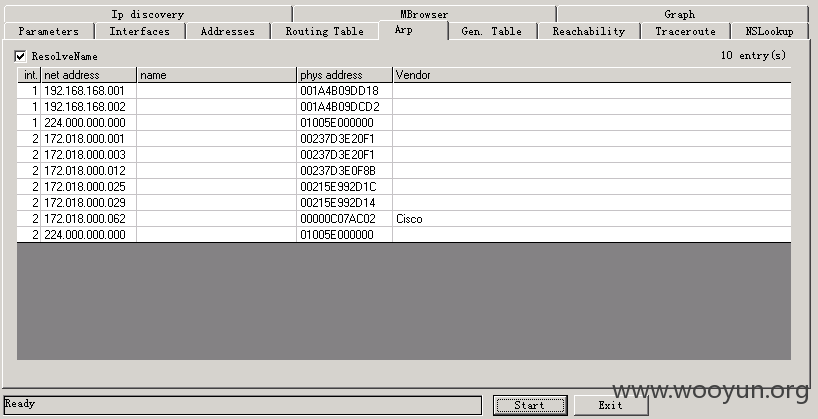 Ip discovery MBrowser Graph
Parameters Interfaces Addresses Routing Table Arp Gen. Table Reachability Traceroute NSLookup
ResolveName 10 entry(s)
int. net address name phys address Vendor
1 192.168.168.001 001A4B09DD18
1 192.168.168.002 001A4B09DCD2
1 224.000.000.000 01005E000000
2 172.018.000.001 00237D3E20F1
2 172.018.000.003 00237D3E20F1
2 172.018.000.012 00237D3E0F8B
2 172.018.000.025 00215E992D1C
2 172.018.000.029 00215E992D14
2 172.018.000.062 00000C07AC02 Cisco
2 224.000.000.000 01005E000000
www.wooyun.org
Ready Start Exit